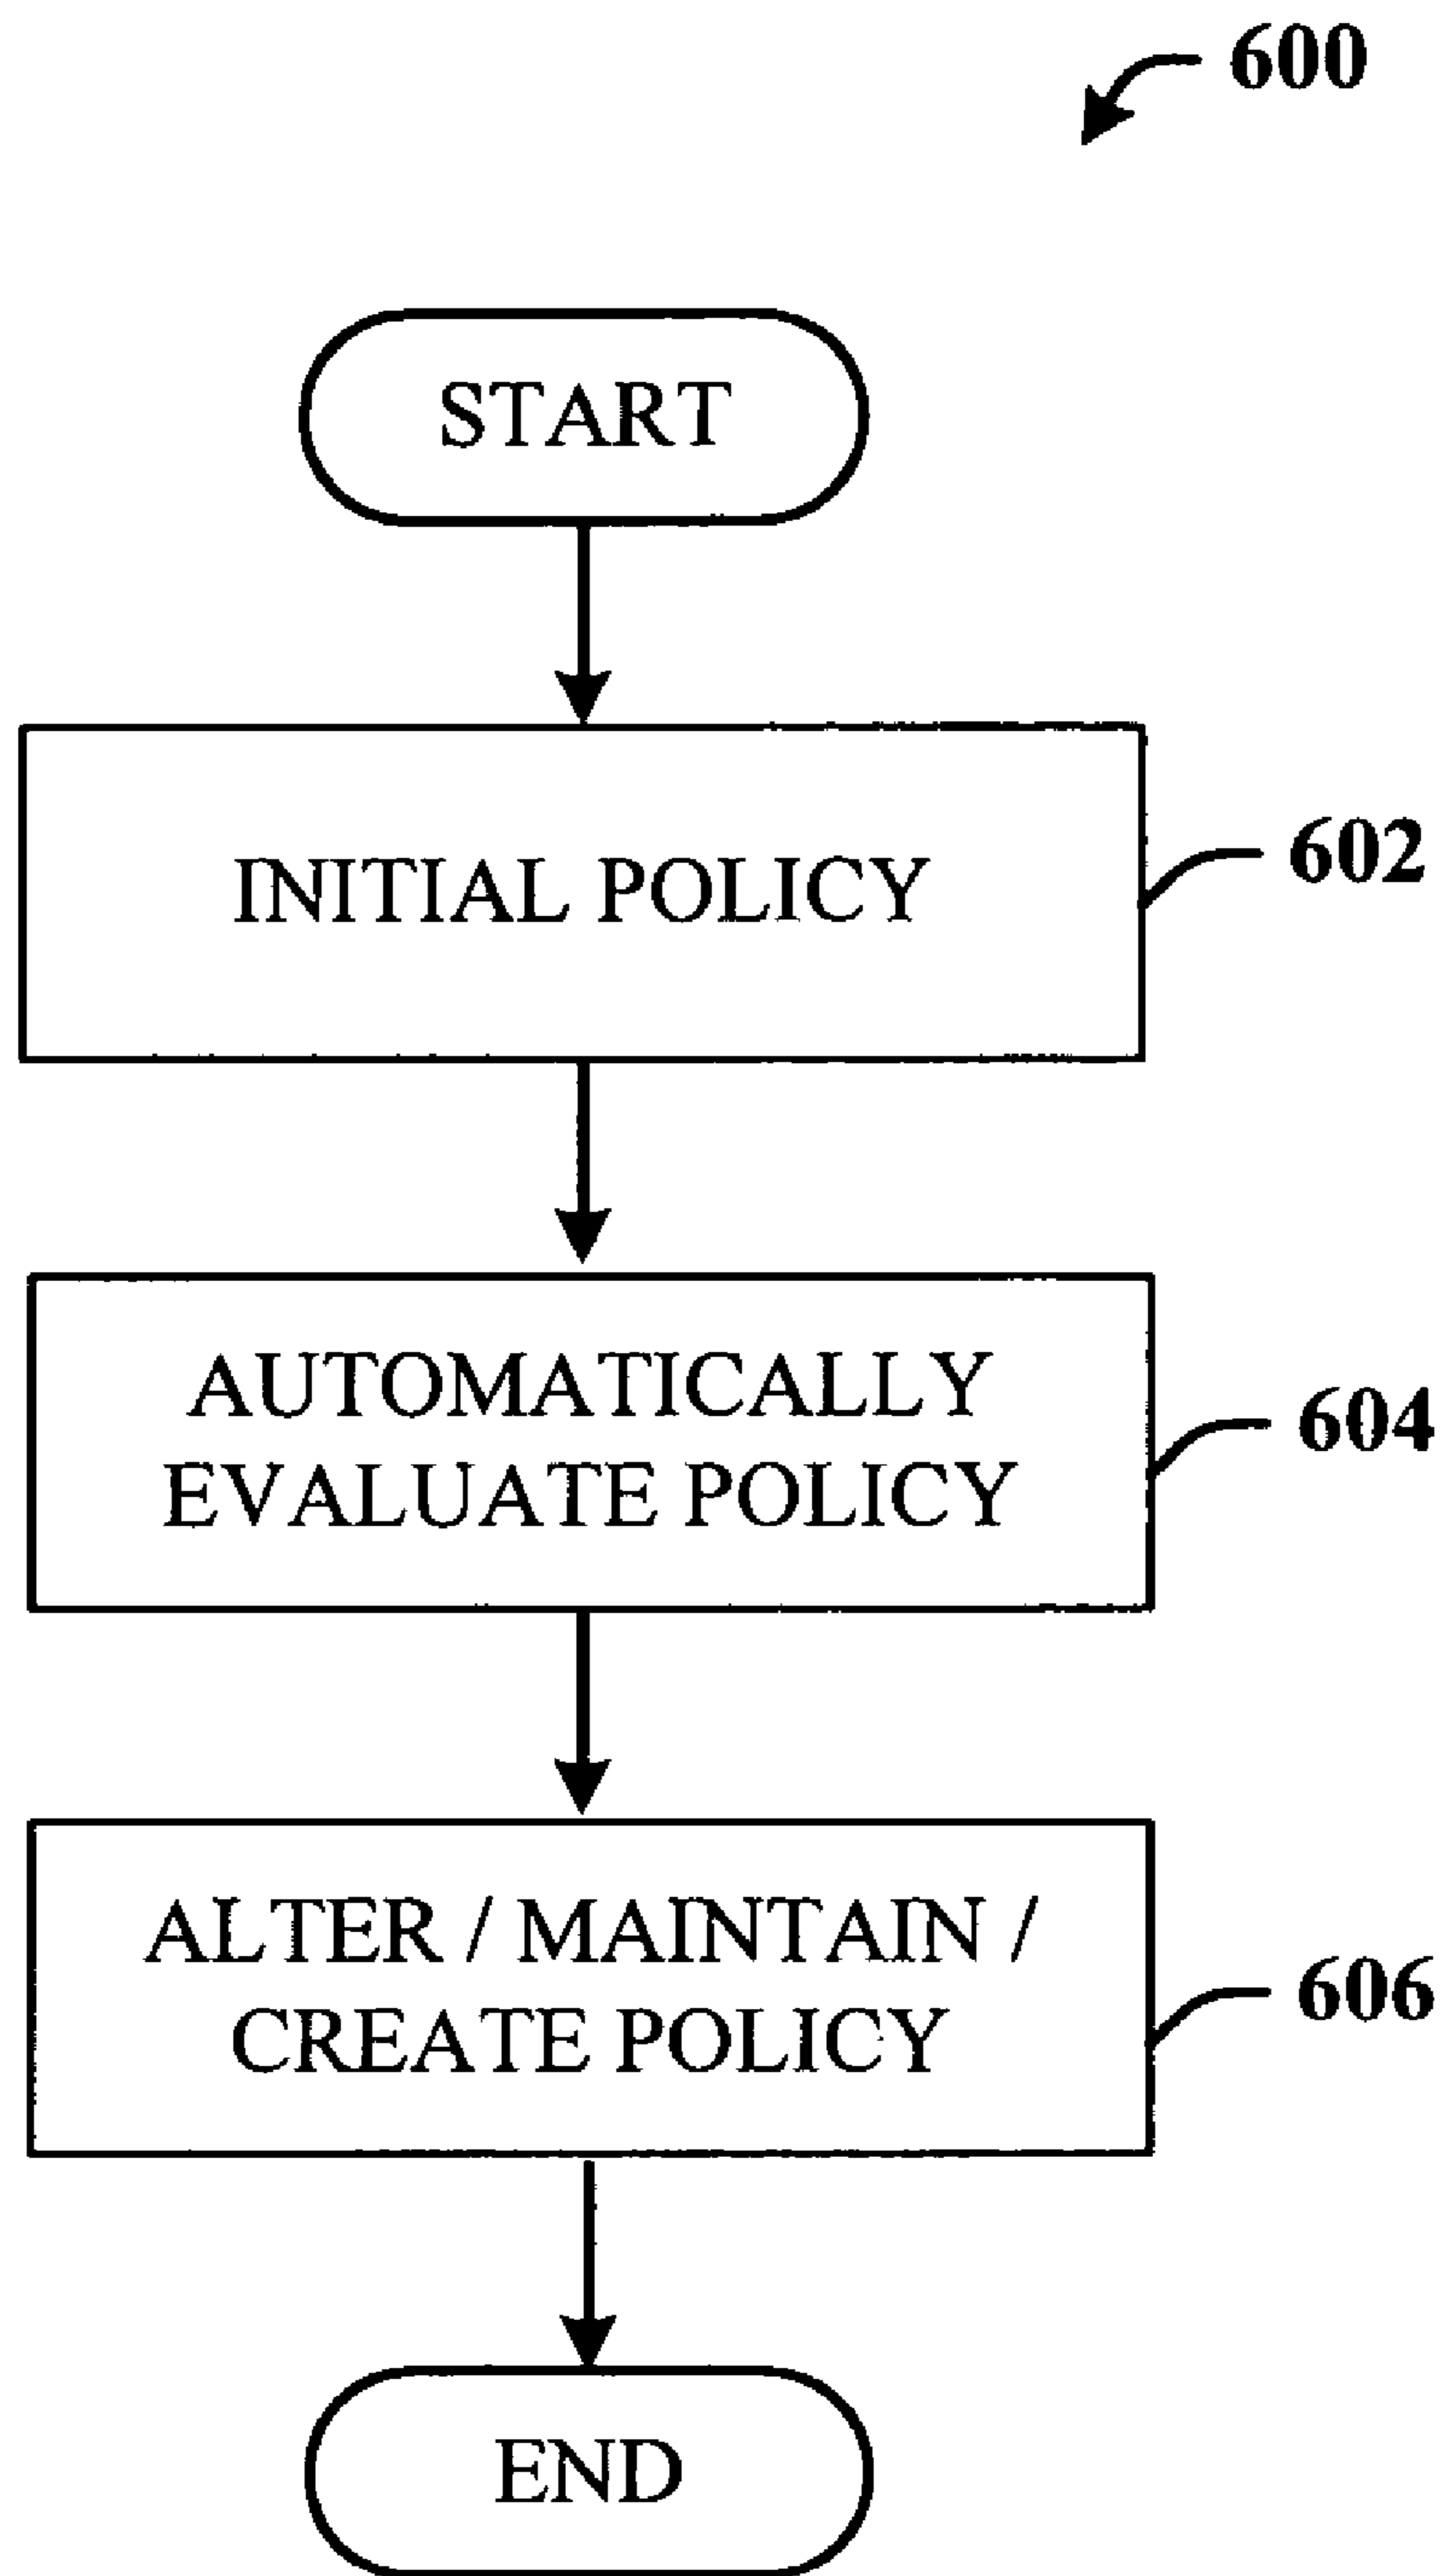 600
START
INITIAL POLICY
602
AUTOMATICALLY
EVALUATE POLICY
604
ALTER / MAINTAIN /
CREATE POLICY
606
END